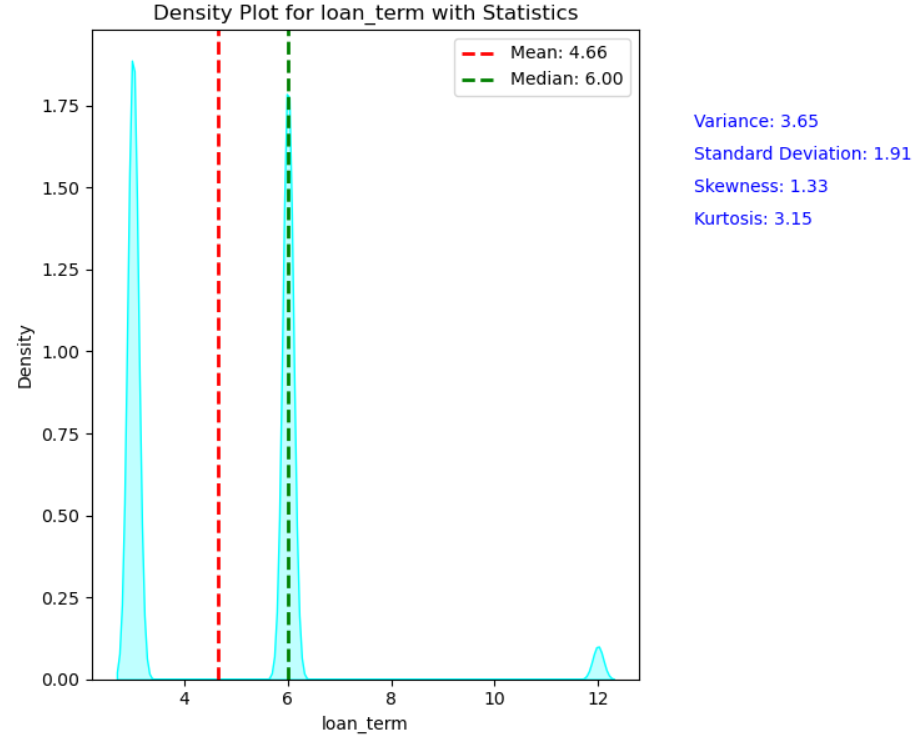 Density Plot for loan_term with Statistics
Mean: 4.66
Median: 6.00
Variance: 3.65
Standard Deviation: 1.91
Skewness: 1.33
Kurtosis: 3.15
Density
1.75
1.50
1.25
1.00
0.75
0.50
0.25
0.00
4 6 8 10 12
loan_term